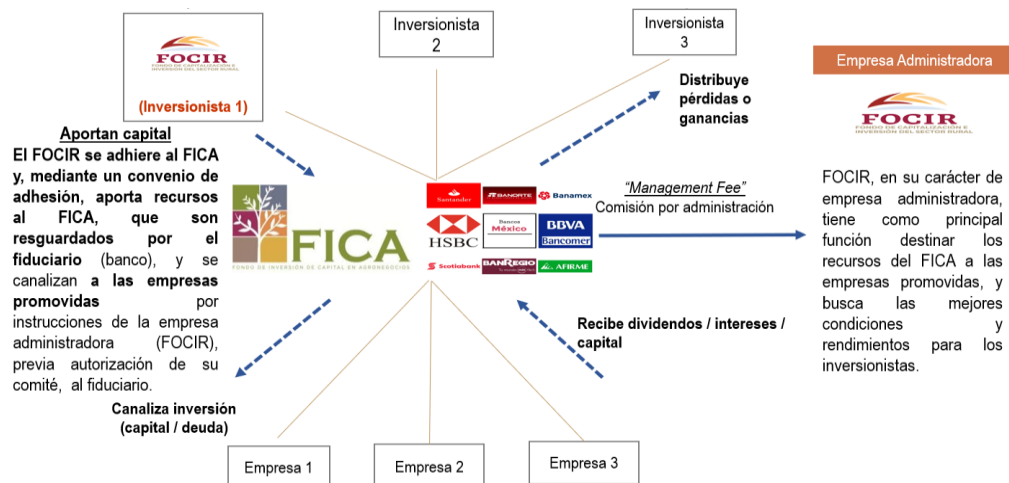 FOCIR
FONDO DE CAPITALIZACIÓN E
INVERSIÓN DEL SECTOR RURAL
(Inversionista 1)
Inversionista
2
Inversionista
3
Empresa Administradora
FOCIR
FONDO DE CAPITALIZACIÓN E
INVERSIÓN DEL SECTOR RURAL
Aportan capital
El FOCIR se adhiere al FICA
y, mediante un convenio de
adhesión, aporta recursos
al FICA, que son
resguardados por el
fiduciario (banco), y se
canalizan a las empresas
promovidas por
instrucciones de la empresa
administradora (FOCIR),
previa autorización de su
comité, al fiduciario.
Distribuye
pérdidas o
ganancias
FICA
FONDO DE INVERSIÓN DE CAPITAL EN AGRONEGOCIOS
Santander
BANORTE
Banamex
HSBC
México
BBVA
Bancomer
Scotiabank
BANREGIO
AFIRME
“Management Fee”
Comisión por administración
FOCIR, en su carácter de
empresa administradora,
tiene como principal
función destinar los
recursos del FICA a las
empresas promovidas, y
busca las mejores
condiciones y
rendimientos para los
inversionistas.
Canaliza inversión
(capital / deuda)
Recibe dividendos / intereses /
capital
Empresa 1
Empresa 2
Empresa 3